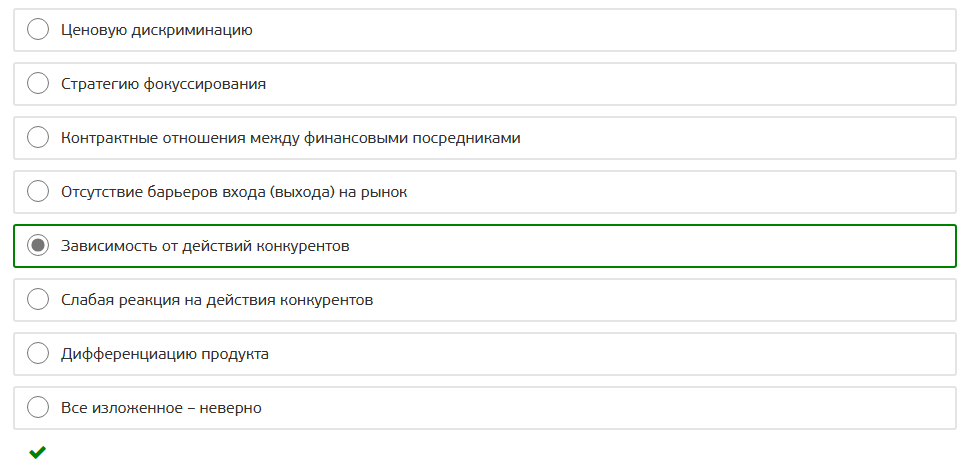 Ценовую дискриминацию
Стратегию фокуссирования
Контрактные отношения между финансовыми посредниками
Отсутствие барьеров входа (выхода) на рынок
Зависимость от действий конкурентов
Слабая реакция на действия конкурентов
Дифференциацию продукта
Все изложенное – неверно